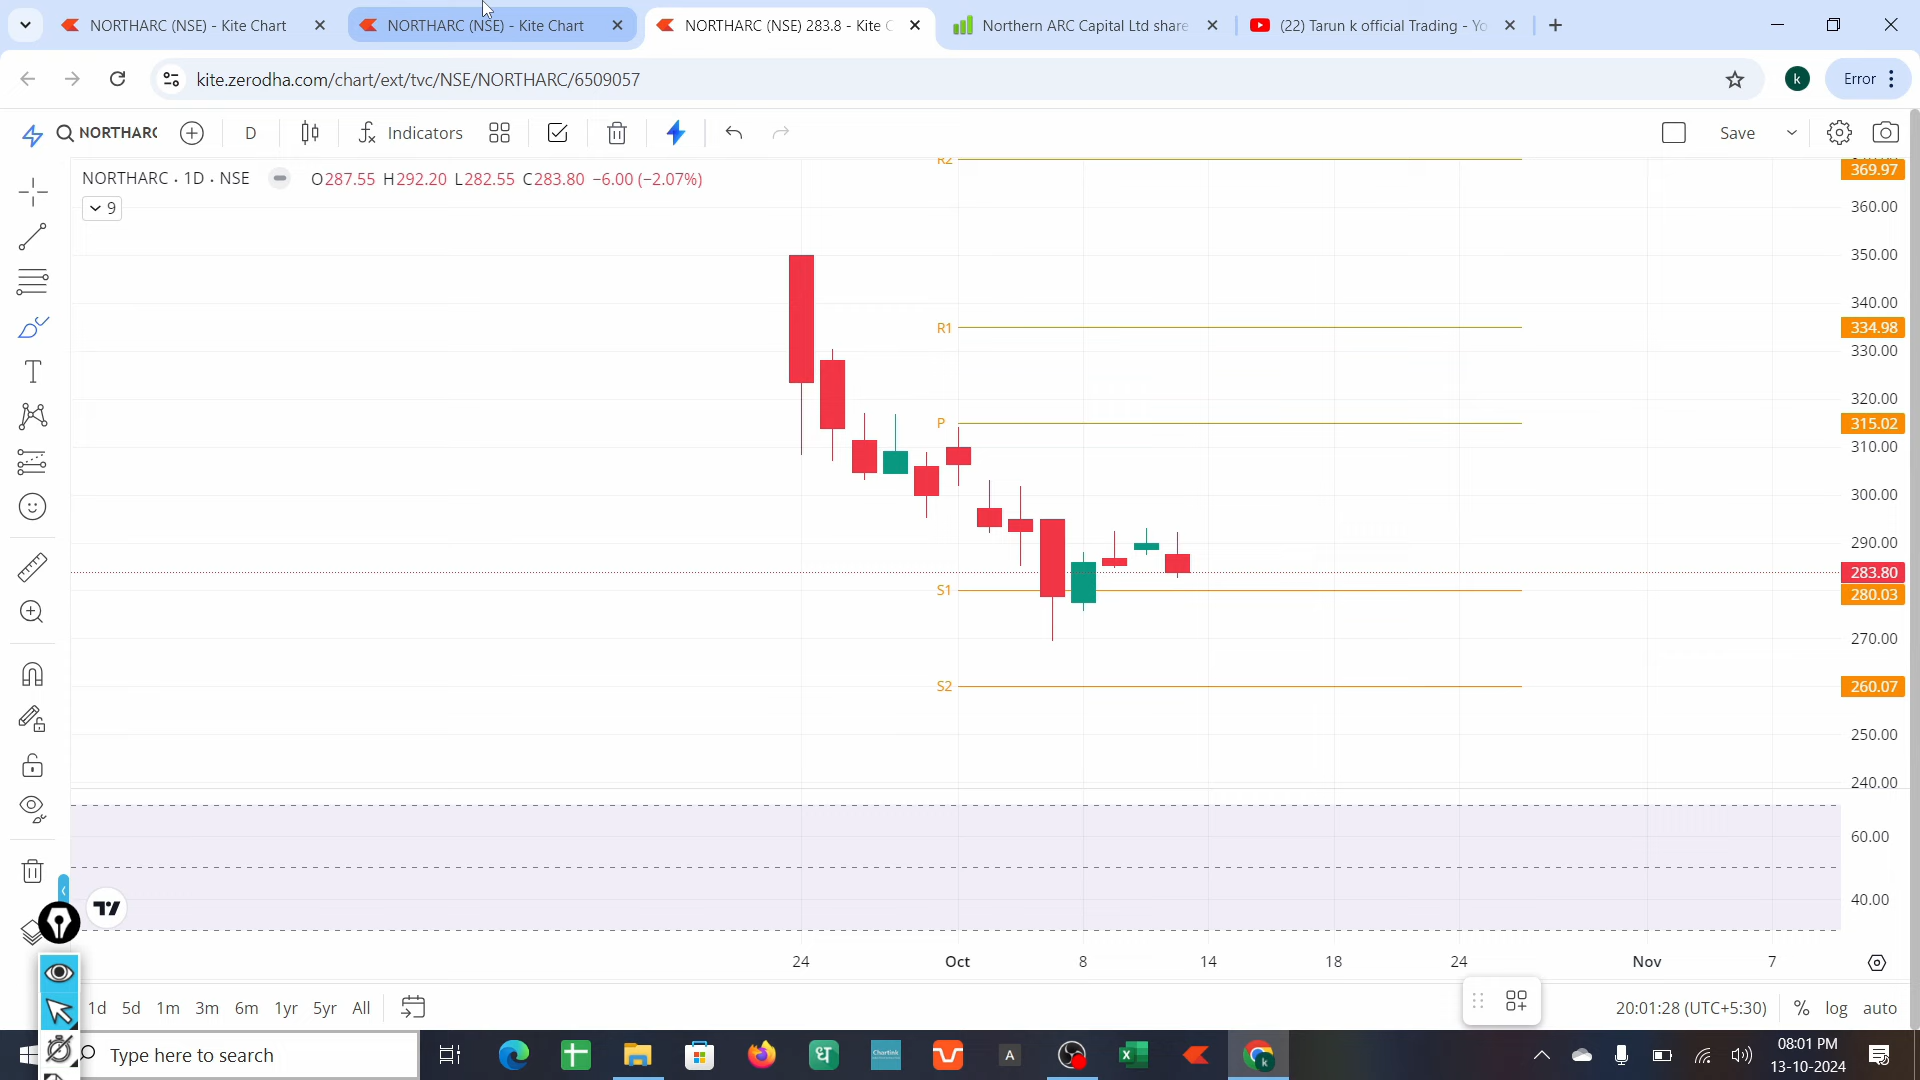 NORTHARC (NSE) - Kite Chart
NORTHARC (NSE) - Kite Chart
NORTHARC (NSE) 283.8 - Kite C
Northern ARC Capital Ltd share
(22) Tarun k official Trading - Yo
kite.zerodha.com/chart/ext/tvc/NSE/NORTHARC/6509057
k
Error
NORTHARC
D
Indicators
Save
NORTHARC · 1D · NSE
O287.55 H292.20 L282.55 C283.80 −6.00 (−2.07%)
9
R2
R1
P
S1
S2
369.97
360.00
350.00
340.00
334.98
330.00
320.00
315.02
310.00
300.00
290.00
283.80
280.03
270.00
260.07
250.00
240.00
60.00
40.00
24
Oct
8
14
18
24
Nov
7
1d 5d 1m 3m 6m 1yr 5yr All
20:01:28 (UTC+5:30)
% log auto
Type here to search
ध
Chartink
A
k
08:01 PM
13-10-2024